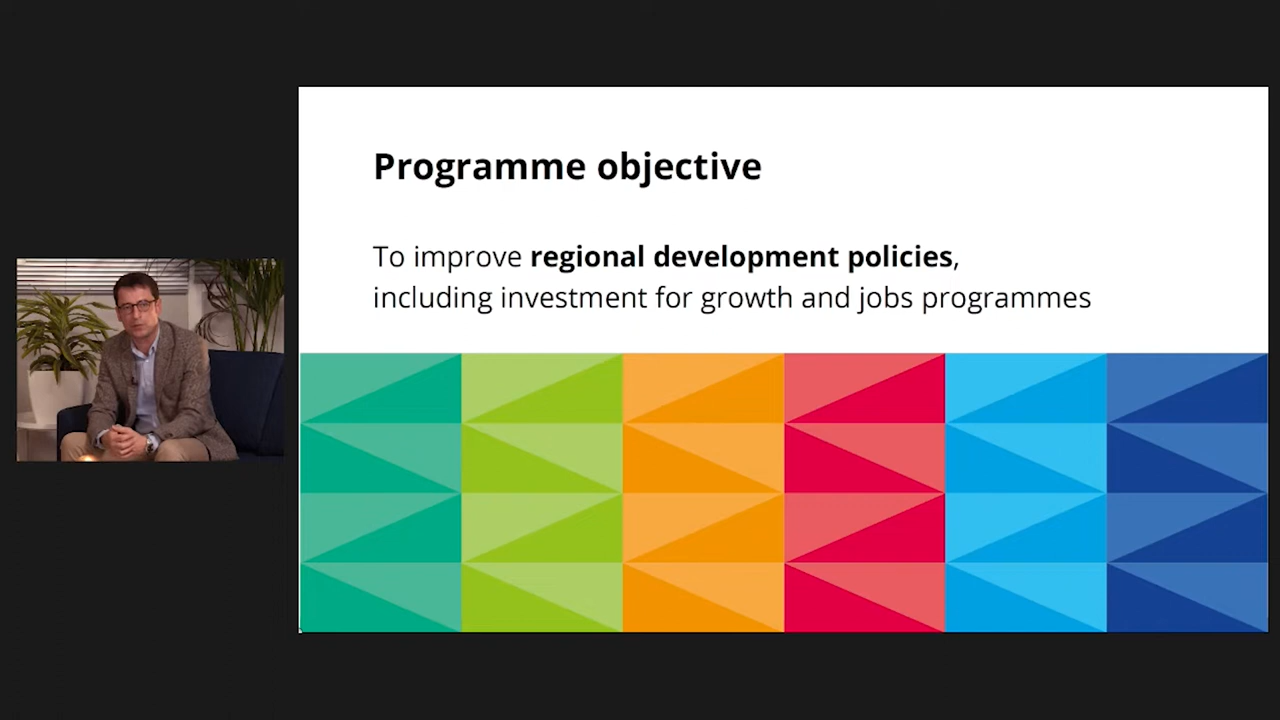 Programme objective
To improve regional development policies,
including investment for growth and jobs programmes